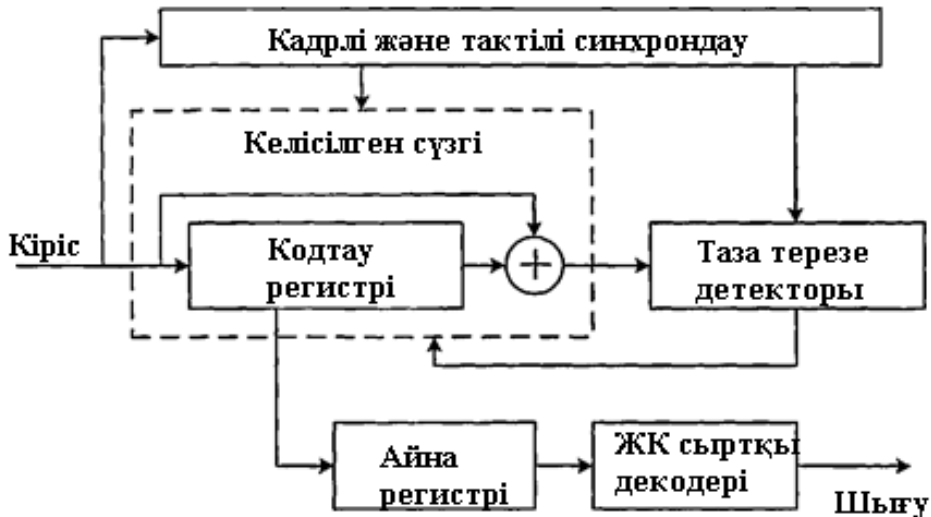 Кадрлі және тактілі синхрондау
Келісілген сүзгі
Кіріс
Кодтау
регистрі
Таза терезе
детекторы
Айна
регистрі
ЖК сыртқы
декодері
Шығу